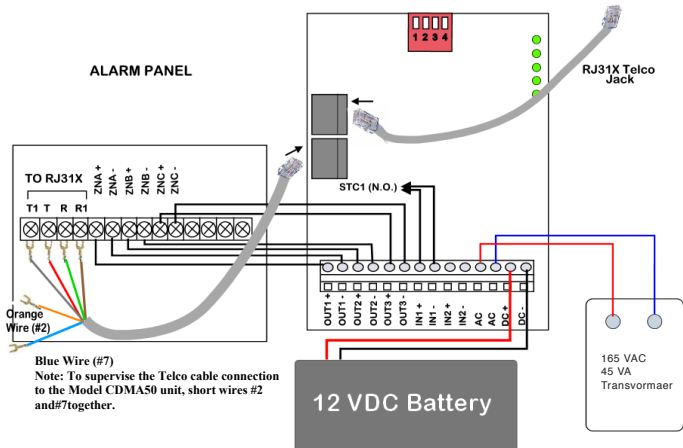 1 2 3 4
ALARM PANEL
RJ31X Telco
Jack
TO RJ31X
T1 T R R1
ZNA +
ZNA -
ZNB +
ZNB -
ZNC +
ZNC -
STC1 (N.O.)
OUT1 +
OUT1 -
OUT2 +
OUT2 -
OUT3 +
OUT3 -
IN1 +
IN1 -
IN2 +
IN2 -
AC
AC
DC +
DC -
Orange
Wire (#2)
Blue Wire (#7)
Note: To supervise the Telco cable connection
to the Model CDMA50 unit, short wires #2
and#7together.
12 VDC Battery
165 VAC
45 VA
Transvormaer